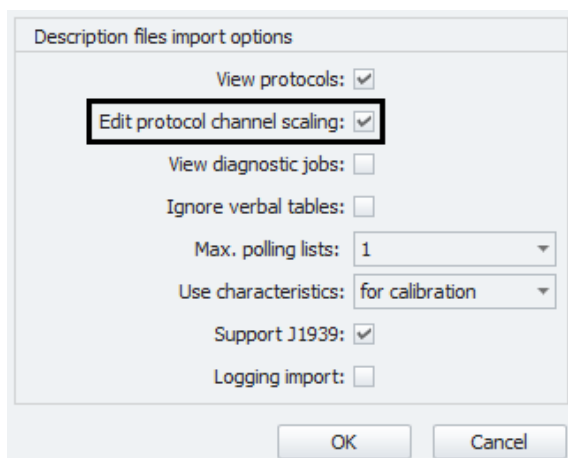 Description files import options
View protocols:
Edit protocol channel scaling:
View diagnostic jobs:
Ignore verbal tables:
Max. polling lists: 1
Use characteristics: for calibration
Support J1939:
Logging import:
OK Cancel